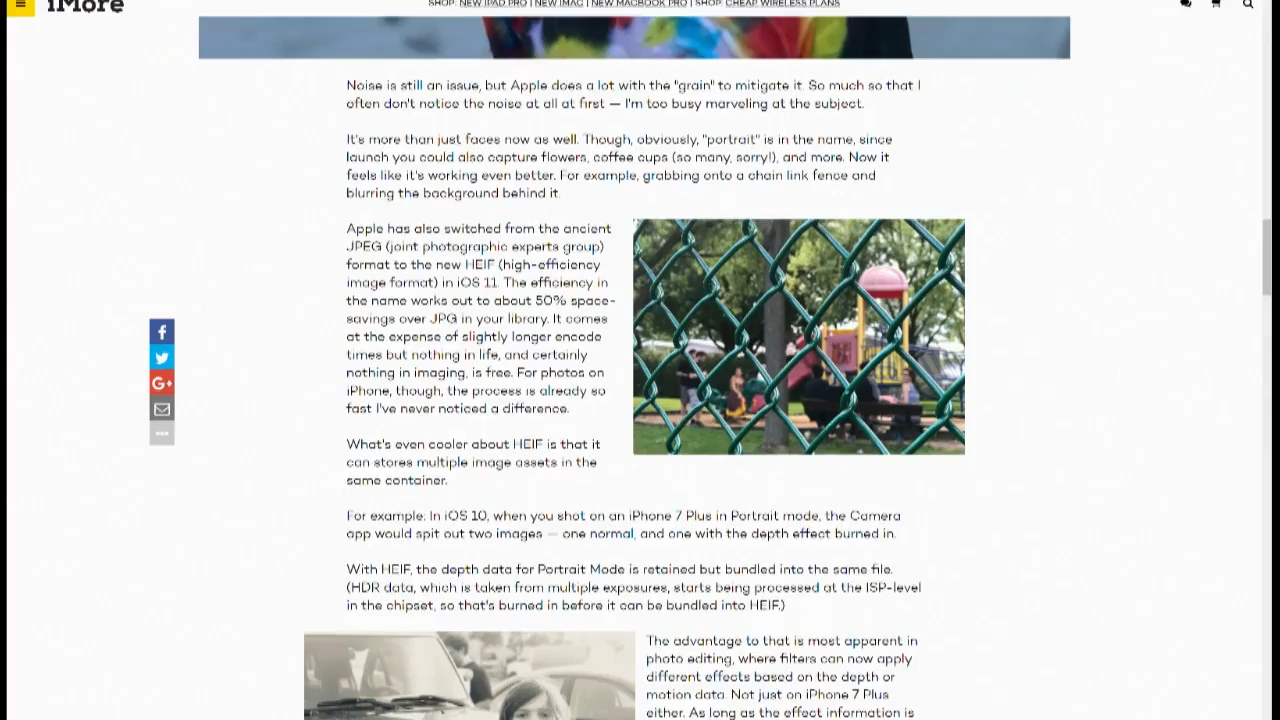 iMore
SHOP: NEW IPAD PRO | NEW IMAC | NEW MACBOOK PRO | SHOP: CHEAP WIRELESS PLANS
Noise is still an issue, but Apple does a lot with the "grain" to mitigate it. So much so that I
often don't notice the noise at all at first — I'm too busy marveling at the subject.
It's more than just faces now as well. Though, obviously, "portrait" is in the name, since
launch you could also capture flowers, coffee cups (so many, sorry!), and more. Now it
feels like it's working even better. For example, grabbing onto a chain link fence and
blurring the background behind it.
Apple has also switched from the ancient
JPEG (joint photographic experts group)
format to the new HEIF (high-efficiency
image format) in iOS 11. The efficiency in
the name works out to about 50% space-
savings over JPG in your library. It comes
at the expense of slightly longer encode
times but nothing in life, and certainly
nothing in imaging, is free. For photos on
iPhone, though, the process is already so
fast I've never noticed a difference.
What's even cooler about HEIF is that it
can stores multiple image assets in the
same container.
For example: In iOS 10, when you shot on an iPhone 7 Plus in Portrait mode, the Camera
app would spit out two images — one normal, and one with the depth effect burned in.
With HEIF, the depth data for Portrait Mode is retained but bundled into the same file.
(HDR data, which is taken from multiple exposures, starts being processed at the ISP-level
in the chipset, so that's burned in before it can be bundled into HEIF.)
The advantage to that is most apparent in
photo editing, where filters can now apply
different effects based on the depth or
motion data. Not just on iPhone 7 Plus
either. As long as the effect information is